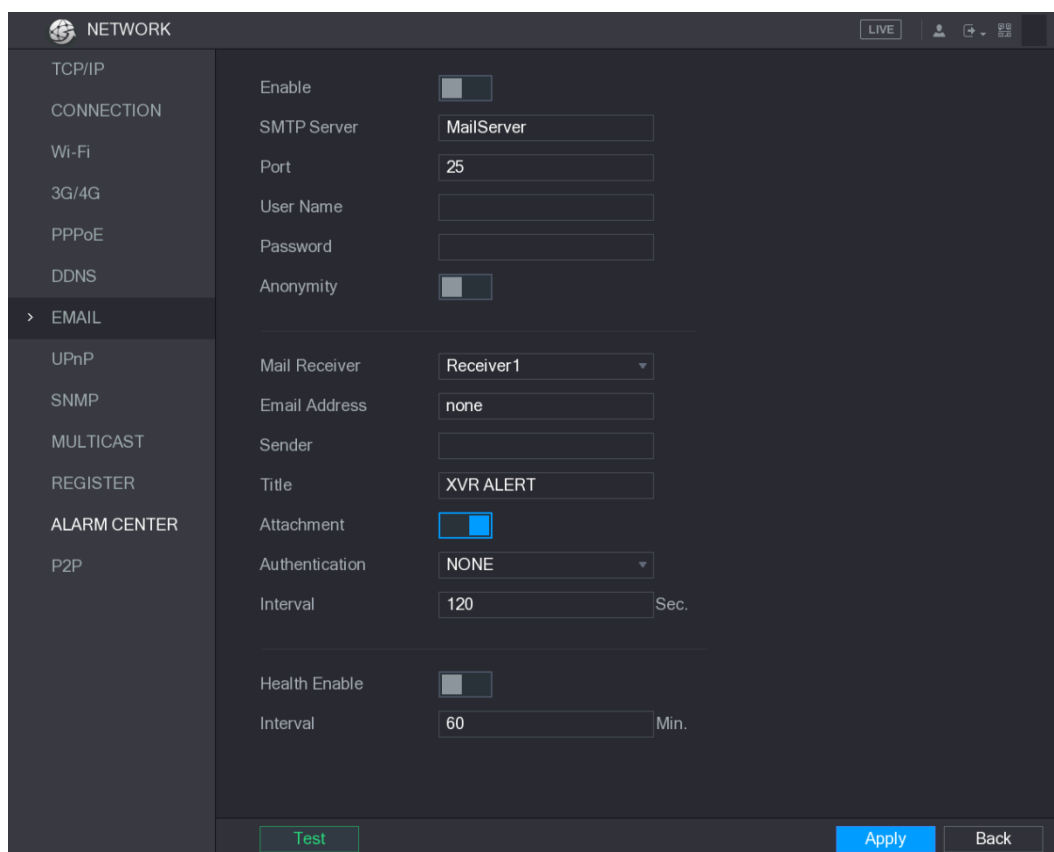 NETWORK
LIVE
TCP/IP
CONNECTION
Wi-Fi
3G/4G
PPPoE
DDNS
EMAIL
UPnP
SNMP
MULTICAST
REGISTER
ALARM CENTER
P2P
Enable
SMTP Server MailServer
Port 25
User Name
Password
Anonymity
Mail Receiver Receiver1
Email Address none
Sender
Title XVR ALERT
Attachment
Authentication NONE
Interval 120 Sec.
Health Enable
Interval 60 Min.
Test Apply Back